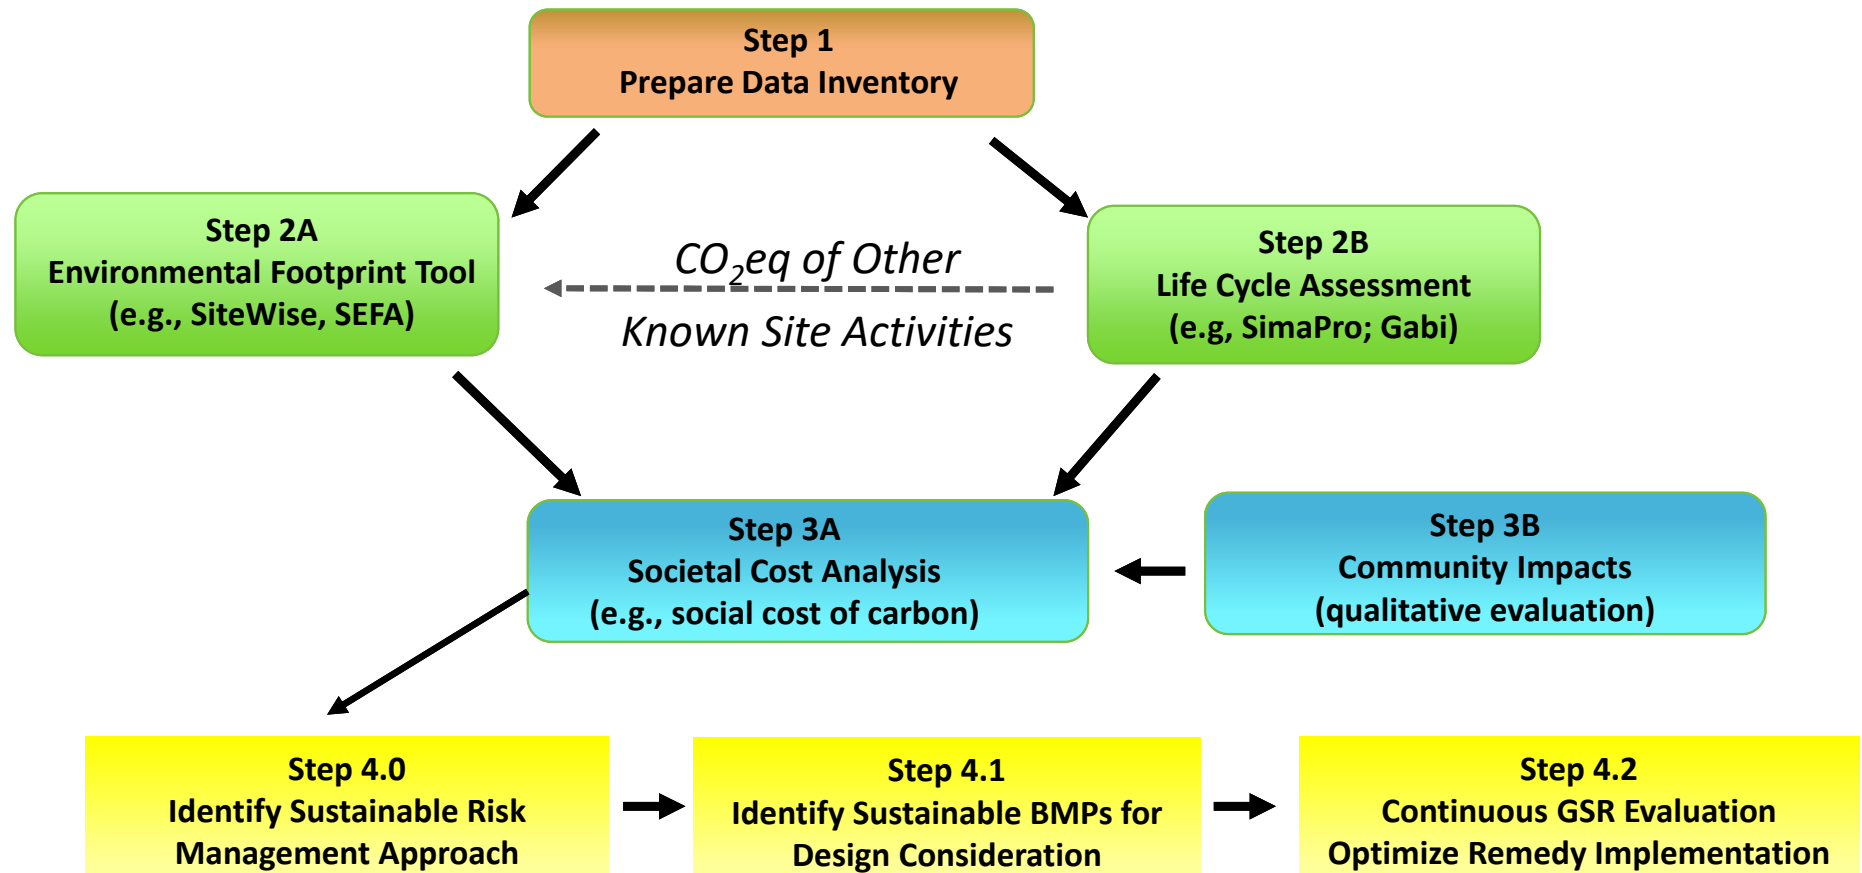 Step 1
Prepare Data Inventory
Step 2A
Environmental Footprint Tool
(e.g., SiteWise, SEFA)
CO₂eq of Other
Known Site Activities
Step 2B
Life Cycle Assessment
(e.g, SimaPro; Gabi)
Step 3A
Societal Cost Analysis
(e.g., social cost of carbon)
Step 3B
Community Impacts
(qualitative evaluation)
Step 4.0
Identify Sustainable Risk
Management Approach
Step 4.1
Identify Sustainable BMPs for
Design Consideration
Step 4.2
Continuous GSR Evaluation
Optimize Remedy Implementation